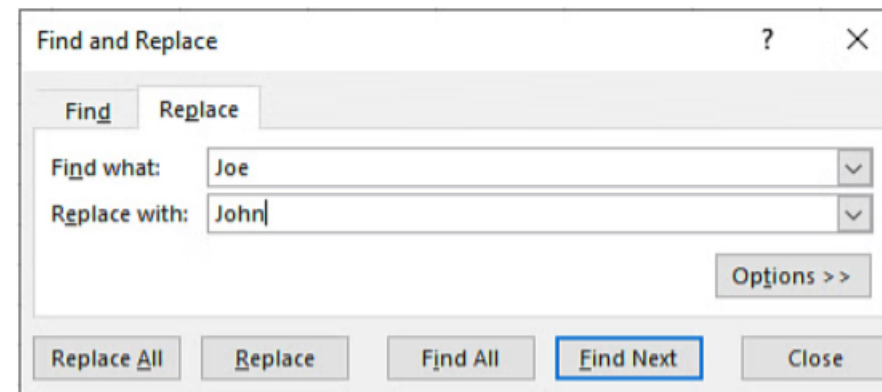 Find and Replace ?
Find Replace
Find what: Joe
Replace with: John
Options >>
Replace All Replace Find All Find Next Close